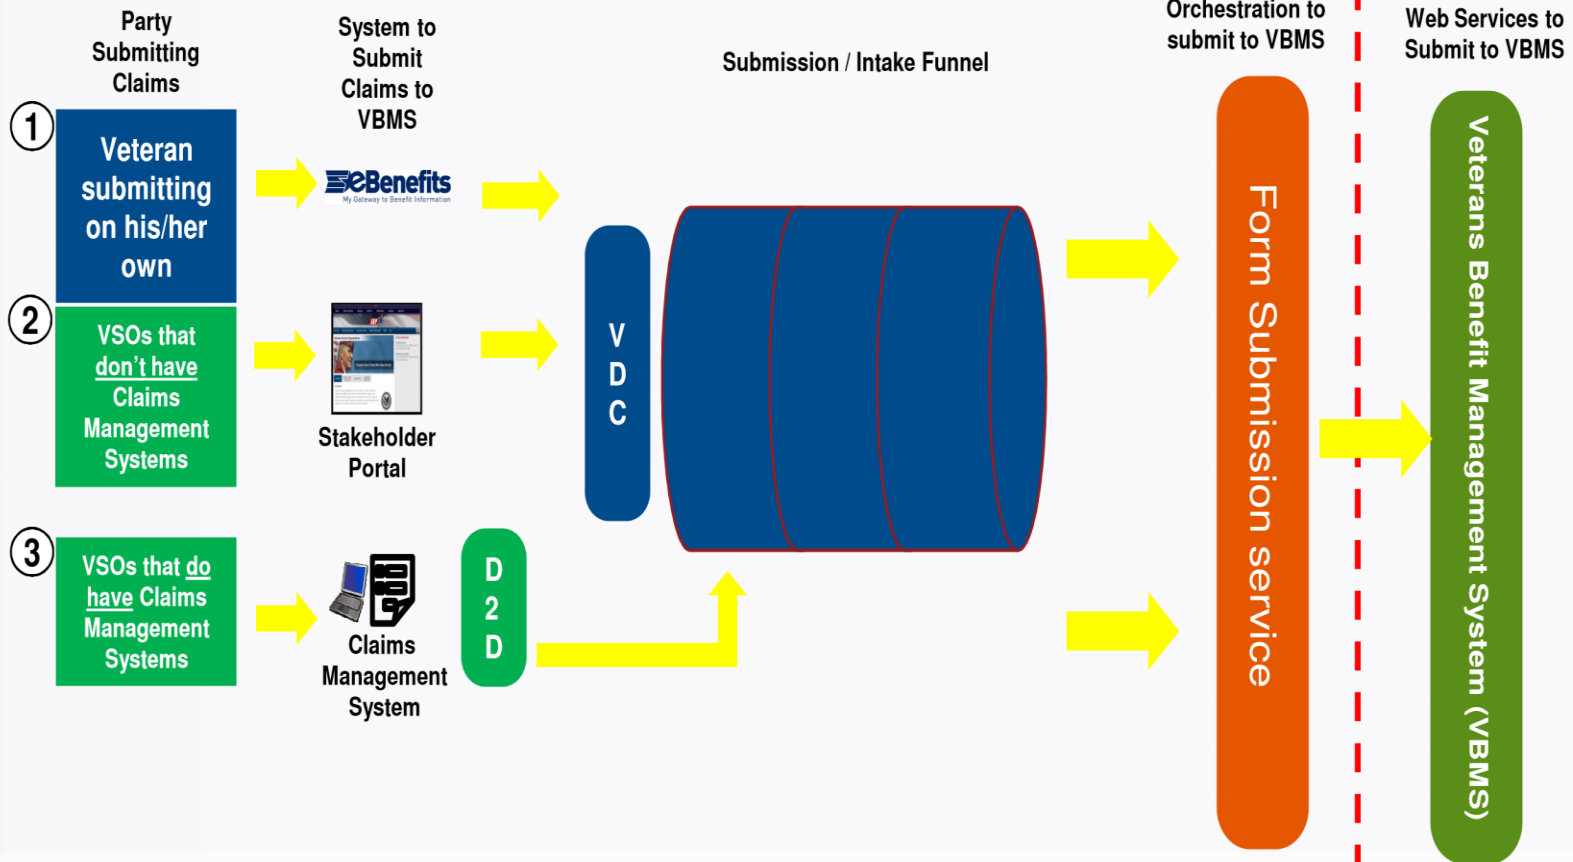 Party
Submitting
Claims
System to
Submit
Claims to
VBMS
Submission / Intake Funnel
Orchestration to
submit to VBMS
Web Services to
Submit to VBMS
1
Veteran
submitting
on his/her
own
eBenefits
My Gateway to Benefit Information
2
VSOs that
don't have
Claims
Management
Systems
Stakeholder
Portal
3
VSOs that do
have Claims
Management
Systems
Claims
Management
System
D
2
D
V
D
C
Form Submission service
Veterans Benefit Management System (VBMS)